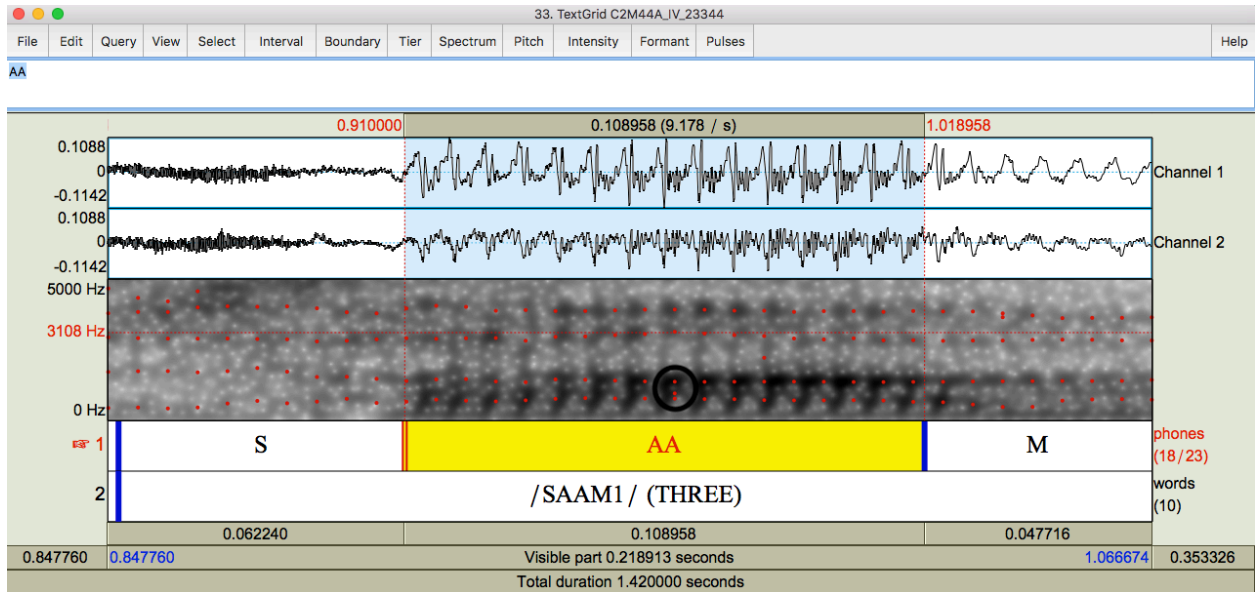 33. TextGrid C2M44A_IV_23344
File Edit Query View Select Interval Boundary Tier Spectrum Pitch Intensity Formant Pulses Help
AA
0.910000 0.108958 (9.178 / s) 1.018958
0.1088
0
-0.1142
Channel 1
0.1088
0
-0.1142
Channel 2
5000 Hz
3108 Hz
0 Hz
☞ 1 S AA M phones
(18/23)
2 /SAAM1/ (THREE) words
(10)
0.062240 0.108958 0.047716
0.847760 0.847760 Visible part 0.218913 seconds 1.066674 0.353326
Total duration 1.420000 seconds